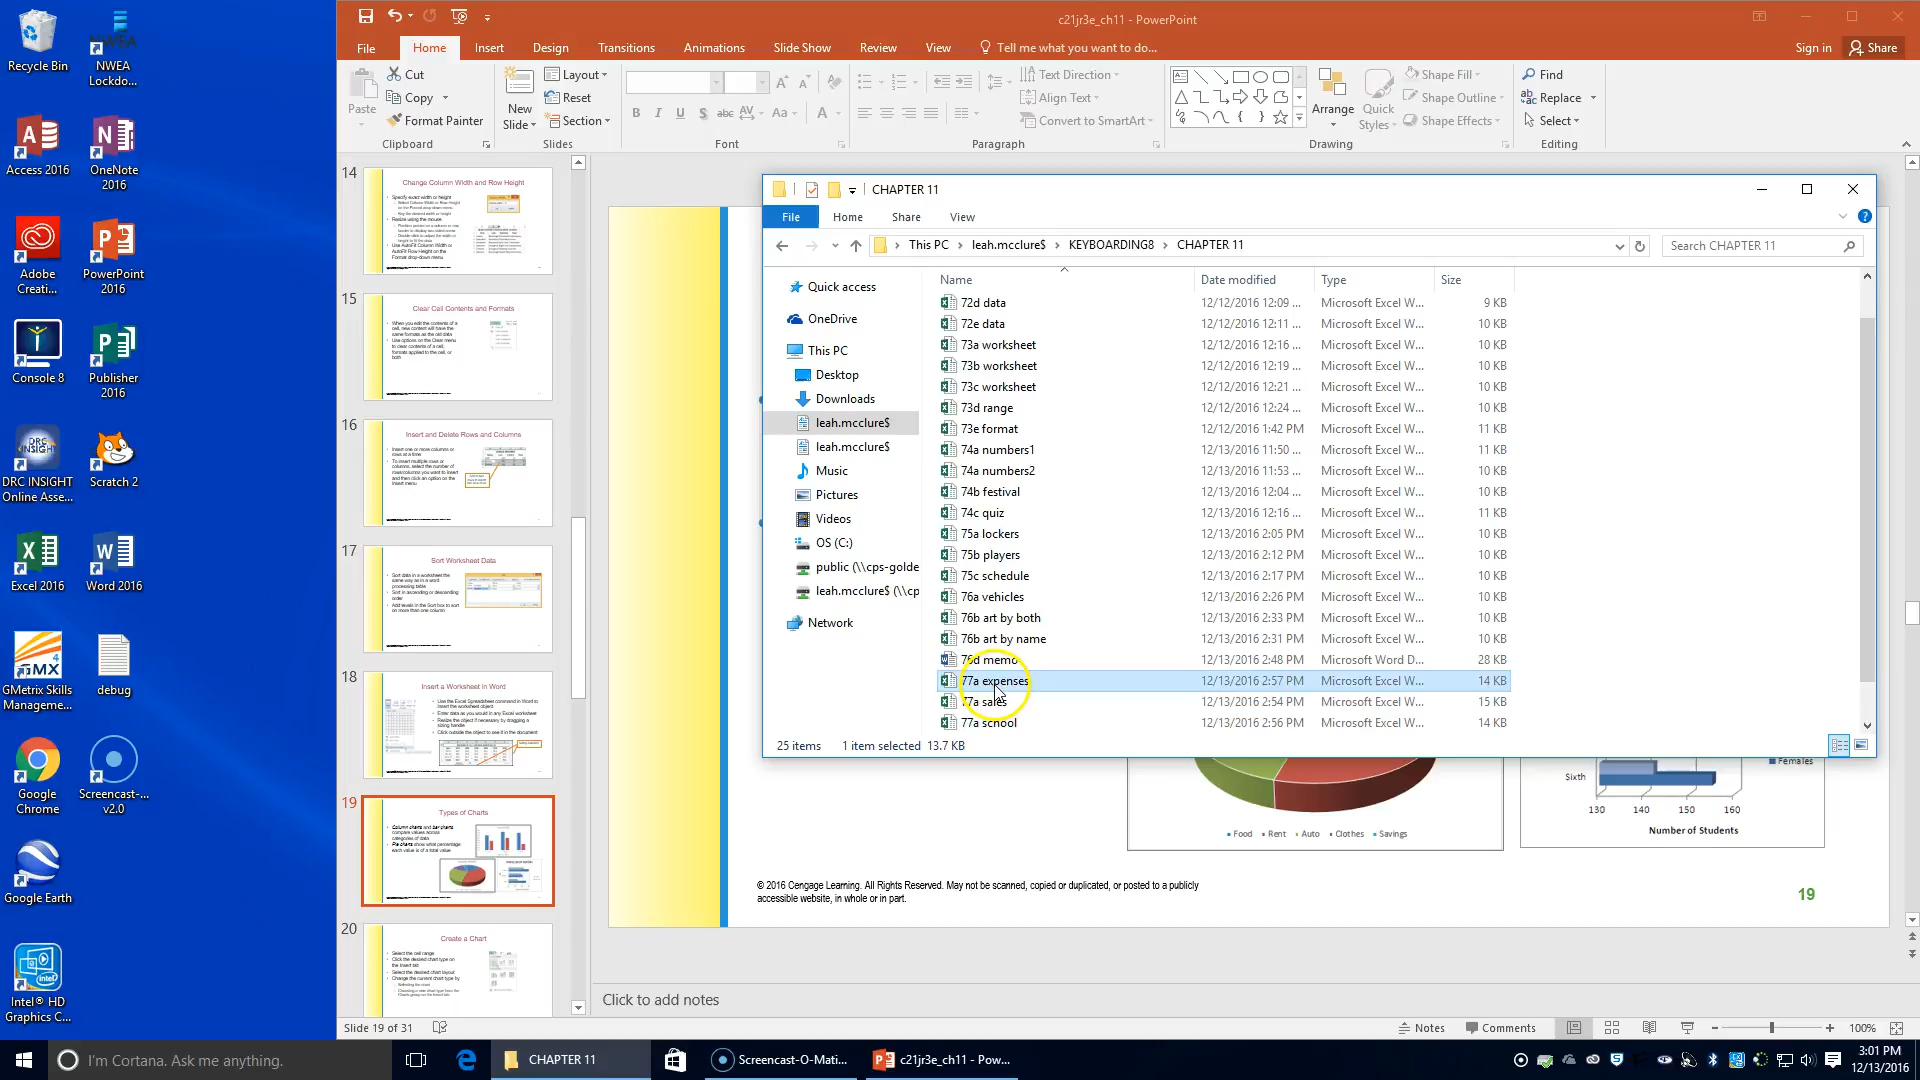 Recycle Bin
NWEA
Lockdo...
Access 2016
OneNote
2016
Adobe
Creati...
PowerPoint
2016
Console 8
Publisher
2016
DRC INSIGHT
Online Asse...
Scratch 2
Excel 2016
Word 2016
GMetrix Skills
Manageme...
debug
Google
Chrome
Screencast-...
v2.0
Google Earth
Intel® HD
Graphics C...
c21jr3e_ch11 - PowerPoint
File
Home
Insert
Design
Transitions
Animations
Slide Show
Review
View
Tell me what you want to do...
Sign in
Share
Paste
Cut
Copy
Format Painter
Clipboard
New
Slide
Layout
Reset
Section
Slides
Font
Text Direction
Align Text
Convert to SmartArt
Paragraph
Arrange
Quick
Styles
Shape Fill
Shape Outline
Shape Effects
Drawing
Find
Replace
Select
Editing
14
Change Column Width and Row Height
15
Clear Cell Contents and Formats
16
Insert and Delete Rows and Columns
17
Sort Worksheet Data
18
Insert a Worksheet in Word
19
Types of Charts
20
Create a Chart
CHAPTER 11
File
Home
Share
View
This PC
leah.mcclure$
KEYBOARDING8
CHAPTER 11
Search CHAPTER 11
Quick access
OneDrive
This PC
Desktop
Downloads
leah.mcclure$
leah.mcclure$
Music
Pictures
Videos
OS (C:)
public (\\cps-golde
leah.mcclure$ (\\cp
Network
Name Date modified Type Size
72d data 12/12/2016 12:09 ... Microsoft Excel W... 9 KB
72e data 12/12/2016 12:11 ... Microsoft Excel W... 10 KB
73a worksheet 12/12/2016 12:16 ... Microsoft Excel W... 10 KB
73b worksheet 12/12/2016 12:19 ... Microsoft Excel W... 10 KB
73c worksheet 12/12/2016 12:21 ... Microsoft Excel W... 10 KB
73d range 12/12/2016 12:24 ... Microsoft Excel W... 10 KB
73e format 12/12/2016 1:42 PM Microsoft Excel W... 11 KB
74a numbers1 12/13/2016 11:50 ... Microsoft Excel W... 11 KB
74a numbers2 12/13/2016 11:53 ... Microsoft Excel W... 10 KB
74b festival 12/13/2016 12:04 ... Microsoft Excel W... 10 KB
74c quiz 12/13/2016 12:16 ... Microsoft Excel W... 11 KB
75a lockers 12/13/2016 2:05 PM Microsoft Excel W... 10 KB
75b players 12/13/2016 2:12 PM Microsoft Excel W... 10 KB
75c schedule 12/13/2016 2:17 PM Microsoft Excel W... 10 KB
76a vehicles 12/13/2016 2:26 PM Microsoft Excel W... 10 KB
76b art by both 12/13/2016 2:33 PM Microsoft Excel W... 10 KB
76b art by name 12/13/2016 2:31 PM Microsoft Excel W... 10 KB
76d memo 12/13/2016 2:48 PM Microsoft Word D... 28 KB
77a expenses 12/13/2016 2:57 PM Microsoft Excel W... 14 KB
77a sales 12/13/2016 2:54 PM Microsoft Excel W... 15 KB
77a school 12/13/2016 2:56 PM Microsoft Excel W... 14 KB
25 items 1 item selected 13.7 KB
Food Rent Auto Clothes Savings
Sixth
Females
130 140 150 160
Number of Students
© 2016 Cengage Learning. All Rights Reserved. May not be scanned, copied or duplicated, or posted to a publicly
accessible website, in whole or in part.
19
Click to add notes
Slide 19 of 31
Notes
Comments
100%
I'm Cortana. Ask me anything.
CHAPTER 11
Screencast-O-Mati...
c21jr3e_ch11 - Pow...
3:01 PM
12/13/2016